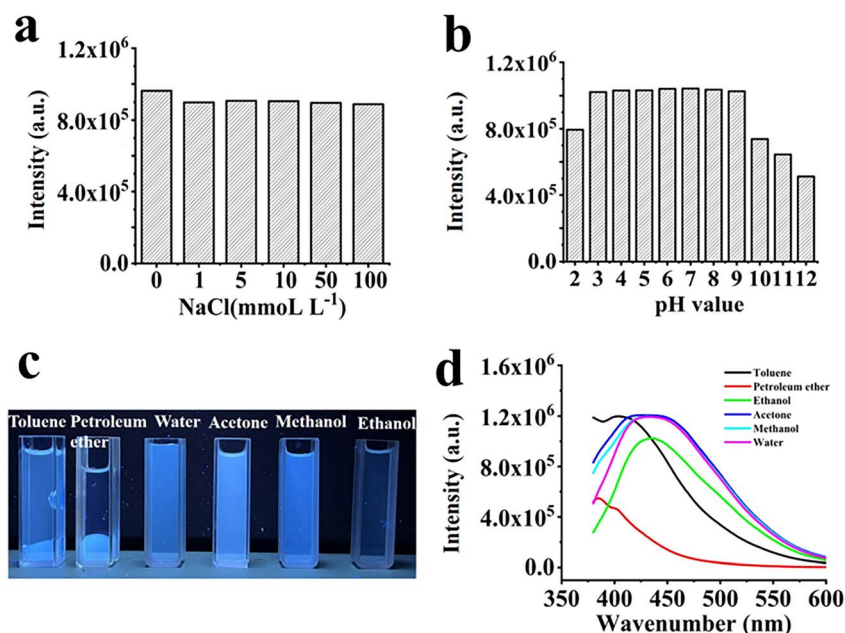 a
Intensity (a.u.)
1.2x10⁶
8.0x10⁵
4.0x10⁵
0.0
0 1 5 10 50 100
NaCl(mmoL L⁻¹)
b
Intensity (a.u.)
1.2x10⁶
8.0x10⁵
4.0x10⁵
0.0
2 3 4 5 6 7 8 9 10 11 12
pH value
c
Toluene Petroleum Water Acetone Methanol Ethanol
ether
d
Intensity (a.u.)
1.6x10⁶
1.2x10⁶
8.0x10⁵
4.0x10⁵
0.0
Toluene
Petroleum ether
Ethanol
Acetone
Methanol
Water
350 400 450 500 550 600
Wavenumber (nm)